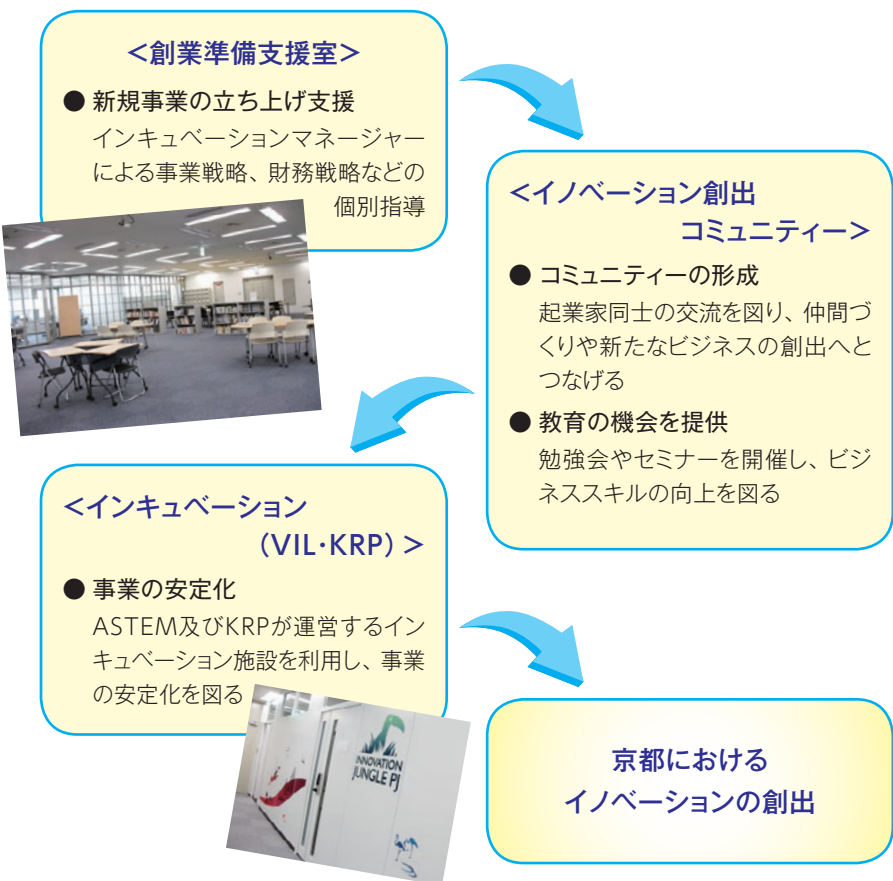 <創業準備支援室>
● 新規事業の立ち上げ支援
インキュベーションマネージャー
による事業戦略、財務戦略などの
個別指導
<イノベーション創出
コミュニティー>
● コミュニティーの形成
起業家同士の交流を図り、仲間づ
くりや新たなビジネスの創出へと
つなげる
● 教育の機会を提供
勉強会やセミナーを開催し、ビジ
ネススキルの向上を図る
<インキュベーション
（VIL・KRP）>
● 事業の安定化
ASTEM及びKRPが運営するイン
キュベーション施設を利用し、事業
の安定化を図る
INNOVATION
JUNGLE PJ
京都における
イノベーションの創出